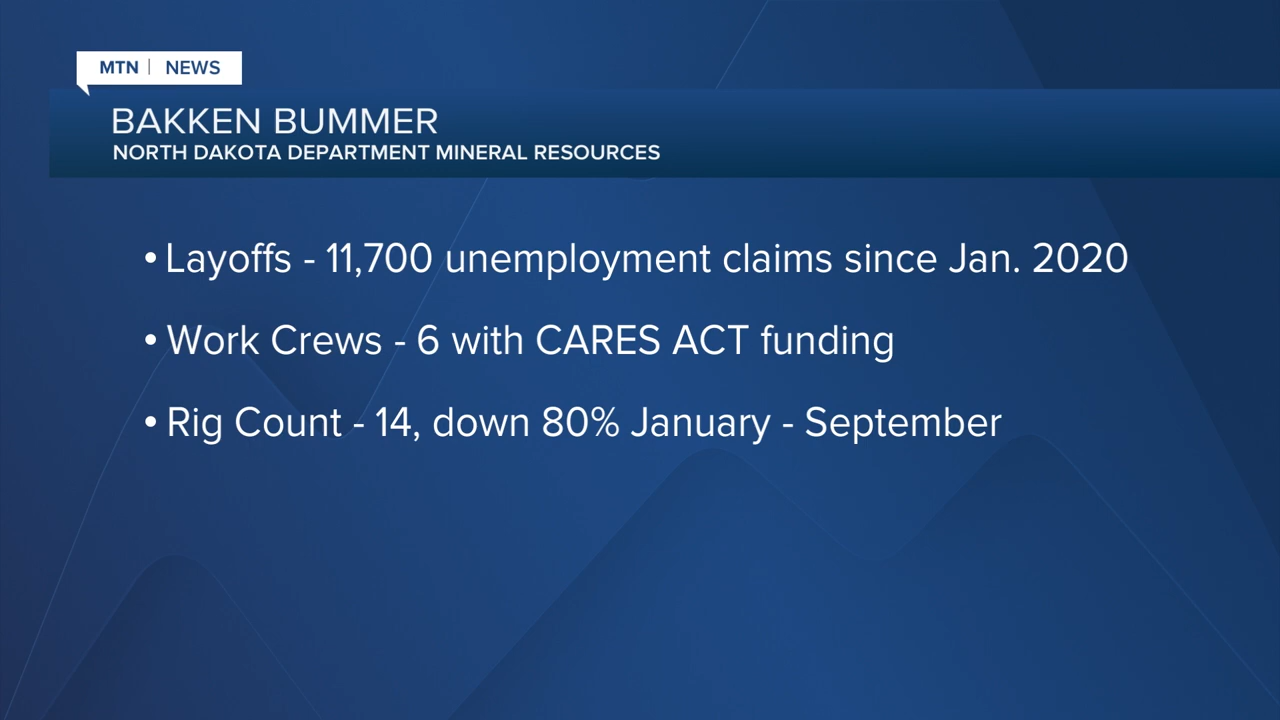 MTN | NEWS
BAKKEN BUMMER
NORTH DAKOTA DEPARTMENT MINERAL RESOURCES
• Layoffs - 11,700 unemployment claims since Jan. 2020
• Work Crews - 6 with CARES ACT funding
• Rig Count - 14, down 80% January - September